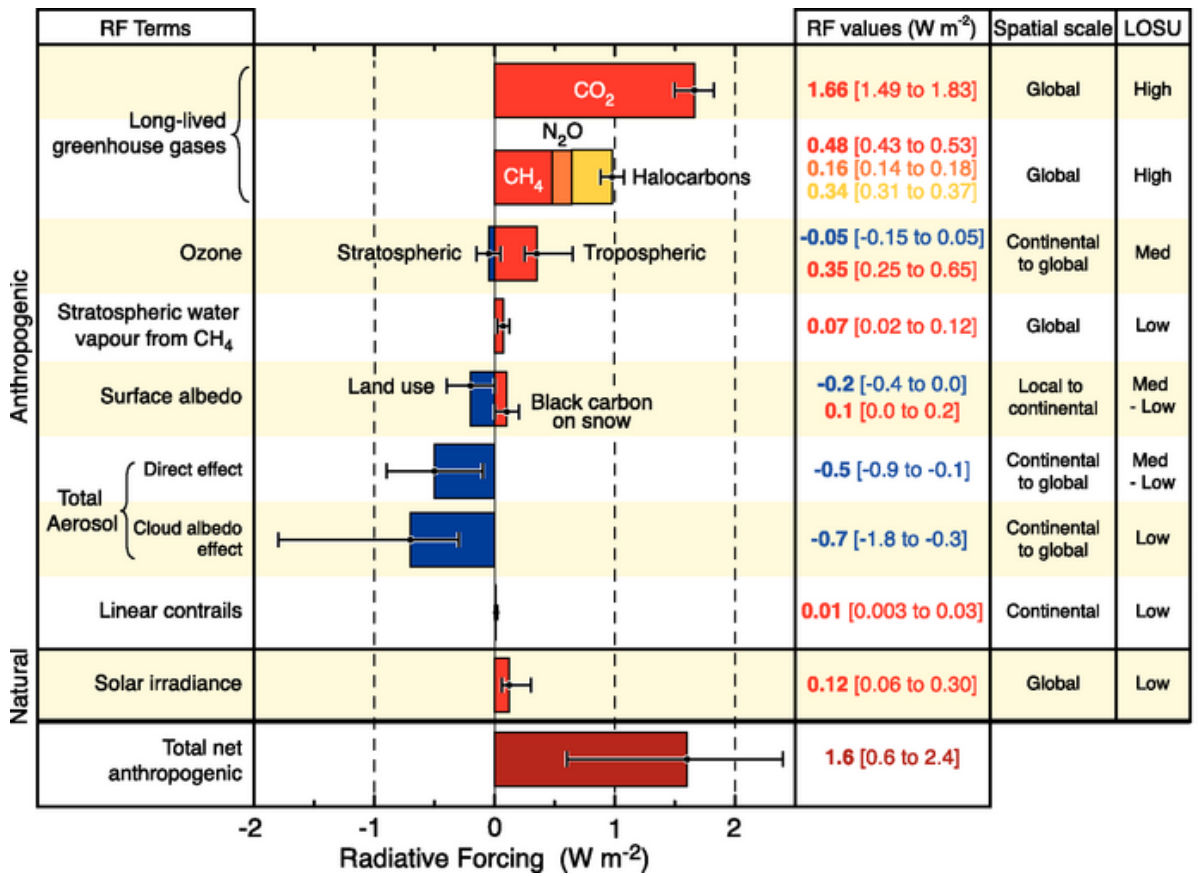 RF Terms
RF values (W m⁻²)
Spatial scale
LOSU
Anthropogenic
Long-lived
greenhouse gases
CO₂
1.66 [1.49 to 1.83]
Global
High
N₂O
CH₄
Halocarbons
0.48 [0.43 to 0.53]
0.16 [0.14 to 0.18]
0.34 [0.31 to 0.37]
Global
High
Ozone
Stratospheric
Tropospheric
-0.05 [-0.15 to 0.05]
0.35 [0.25 to 0.65]
Continental
to global
Med
Stratospheric water
vapour from CH₄
0.07 [0.02 to 0.12]
Global
Low
Surface albedo
Land use
Black carbon
on snow
-0.2 [-0.4 to 0.0]
0.1 [0.0 to 0.2]
Local to
continental
Med
- Low
Total
Aerosol
Direct effect
-0.5 [-0.9 to -0.1]
Continental
to global
Med
- Low
Cloud albedo
effect
-0.7 [-1.8 to -0.3]
Continental
to global
Low
Linear contrails
0.01 [0.003 to 0.03]
Continental
Low
Natural
Solar irradiance
0.12 [0.06 to 0.30]
Global
Low
Total net
anthropogenic
1.6 [0.6 to 2.4]
-2 -1 0 1 2
Radiative Forcing (W m⁻²)